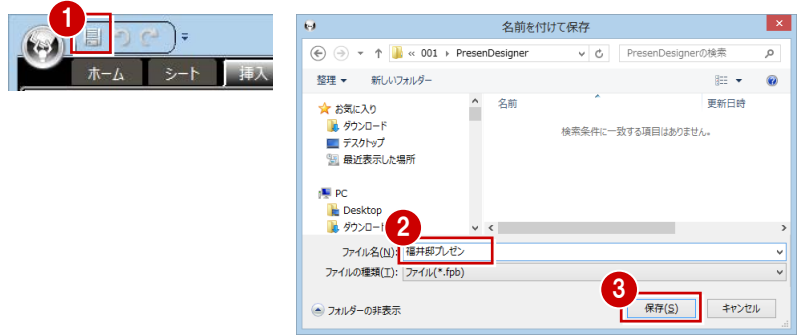 1
ホーム シート 挿入
名前を付けて保存
« 001 › PresenDesigner
PresenDesignerの検索
整理 新しいフォルダー
お気に入り
ダウンロード
デスクトップ
最近表示した場所
PC
Desktop
ダウンロード
名前 更新日時
検索条件に一致する項目はありません。
2
ファイル名(N): 福井邸プレゼン
ファイルの種類(T): ファイル(*.fpb)
3
フォルダーの非表示
保存(S) キャンセル